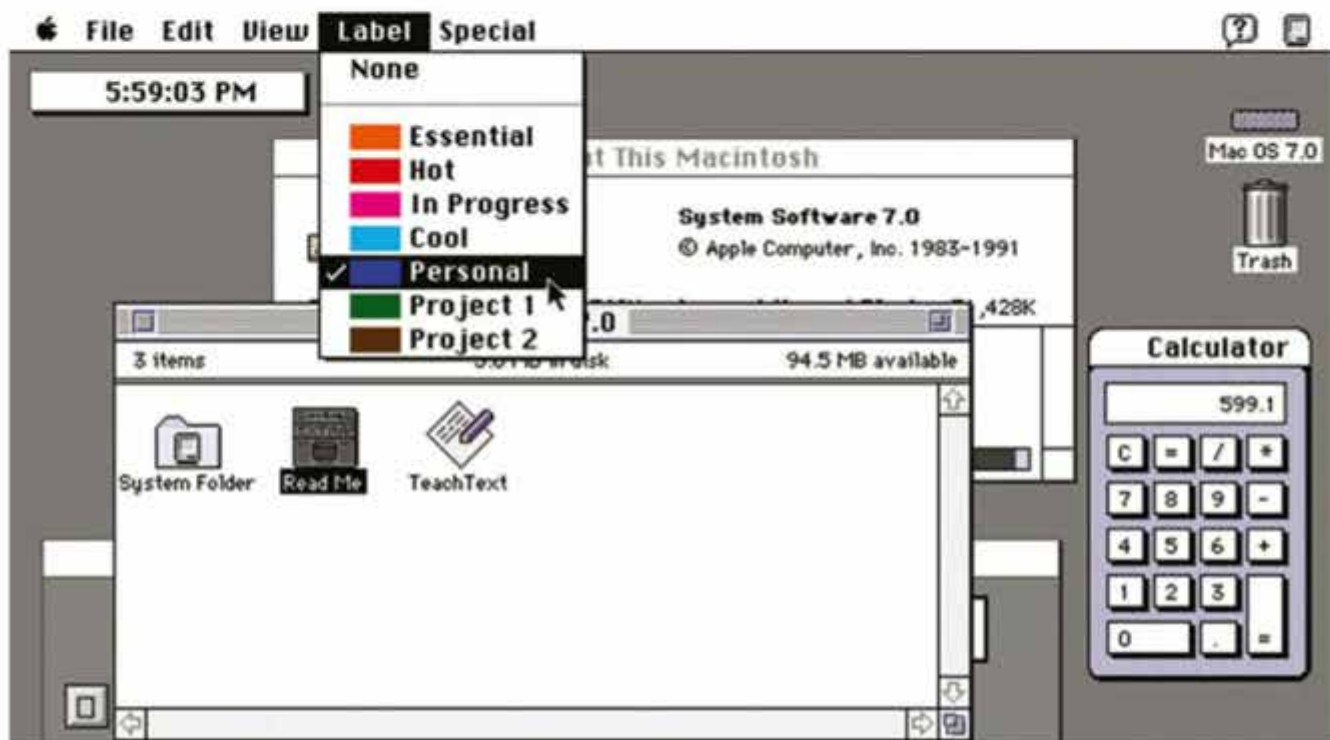 File Edit View Label Special
5:59:03 PM
None
Essential
Hot
In Progress
Cool
Personal
Project 1
Project 2
t This Macintosh
System Software 7.0
© Apple Computer, Inc. 1983-1991
,428K
.0
3 items
disk
94.5 MB available
System Folder
Read Me
TeachText
Mac OS 7.0
Trash
Calculator
599.1
C = / *
7 8 9 -
4 5 6 +
1 2 3
0 . =